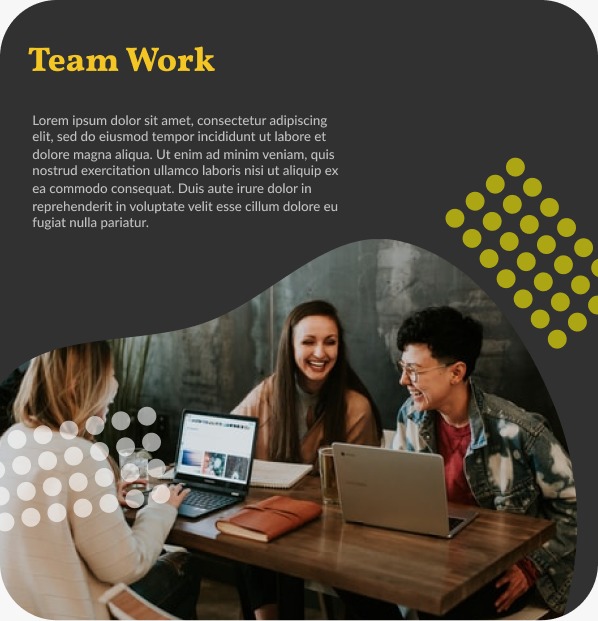 Team Work
Lorem ipsum dolor sit amet, consectetur adipiscing
elit, sed do eiusmod tempor incididunt ut labore et
dolore magna aliqua. Ut enim ad minim veniam, quis
nostrud exercitation ullamco laboris nisi ut aliquip ex
ea commodo consequat. Duis aute irure dolor in
reprehenderit in voluptate velit esse cillum dolore eu
fugiat nulla pariatur.